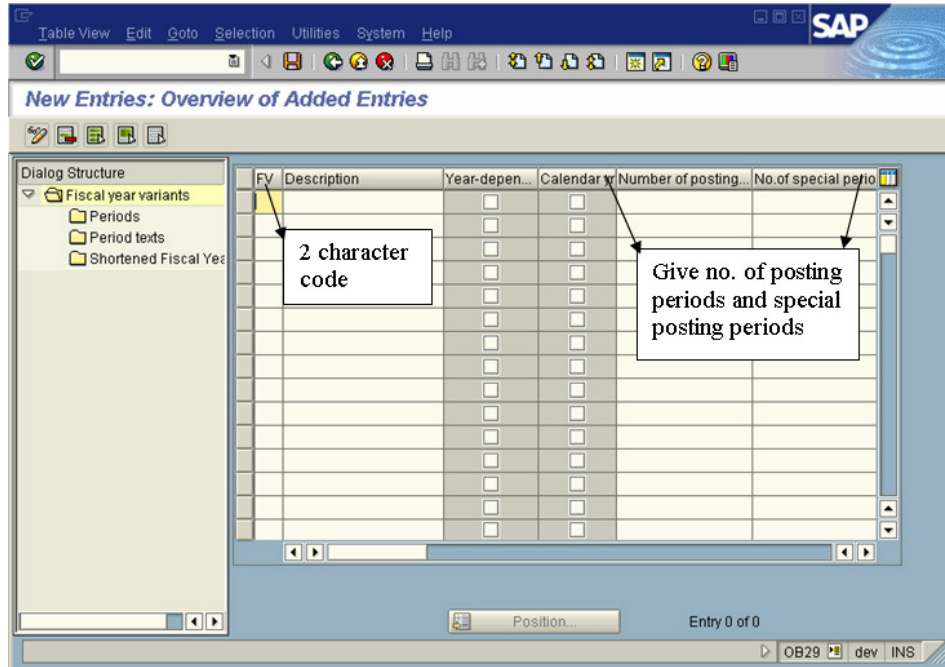 Table View Edit Goto Selection Utilities System Help
SAP
New Entries: Overview of Added Entries
Dialog Structure
Fiscal year variants
Periods
Period texts
Shortened Fiscal Yea
FV Description Year-depen... Calendar yr Number of posting... No.of special perio
2 character
code
Give no. of posting
periods and special
posting periods
Position...
Entry 0 of 0
OB29 dev INS